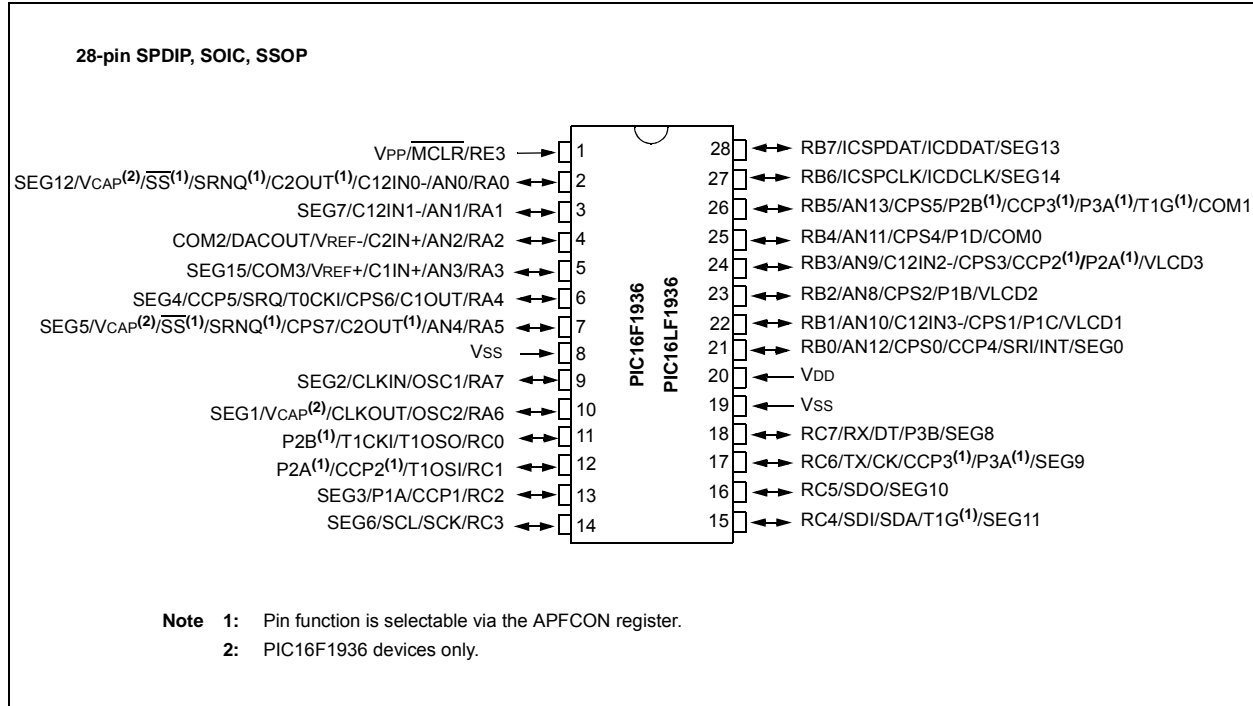 28-pin SPDIP, SOIC, SSOP
VPP/MCLR/RE3 1
SEG12/VCAP(2)/SS(1)/SRNQ(1)/C2OUT(1)/C12IN0-/AN0/RA0 2
SEG7/C12IN1-/AN1/RA1 3
COM2/DACOUT/VREF-/C2IN+/AN2/RA2 4
SEG15/COM3/VREF+/C1IN+/AN3/RA3 5
SEG4/CCP5/SRQ/T0CKI/CPS6/C1OUT/RA4 6
SEG5/VCAP(2)/SS(1)/SRNQ(1)/CPS7/C2OUT(1)/AN4/RA5 7
VSS 8
SEG2/CLKIN/OSC1/RA7 9
SEG1/VCAP(2)/CLKOUT/OSC2/RA6 10
P2B(1)/T1CKI/T1OSO/RC0 11
P2A(1)/CCP2(1)/T1OSI/RC1 12
SEG3/P1A/CCP1/RC2 13
SEG6/SCL/SCK/RC3 14
PIC16F1936
PIC16LF1936
28 RB7/ICSPDAT/ICDDAT/SEG13
27 RB6/ICSPCLK/ICDCLK/SEG14
26 RB5/AN13/CPS5/P2B(1)/CCP3(1)/P3A(1)/T1G(1)/COM1
25 RB4/AN11/CPS4/P1D/COM0
24 RB3/AN9/C12IN2-/CPS3/CCP2(1)/P2A(1)/VLCD3
23 RB2/AN8/CPS2/P1B/VLCD2
22 RB1/AN10/C12IN3-/CPS1/P1C/VLCD1
21 RB0/AN12/CPS0/CCP4/SRI/INT/SEG0
20 VDD
19 VSS
18 RC7/RX/DT/P3B/SEG8
17 RC6/TX/CK/CCP3(1)/P3A(1)/SEG9
16 RC5/SDO/SEG10
15 RC4/SDI/SDA/T1G(1)/SEG11
Note 1: Pin function is selectable via the APFCON register.
2: PIC16F1936 devices only.